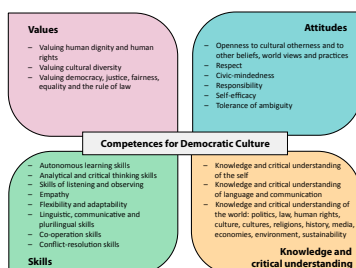 Values
– Valuing human dignity and human
rights
– Valuing cultural diversity
– Valuing democracy, justice, fairness,
equality and the rule of law
Attitudes
– Openness to cultural otherness and to
other beliefs, world views and practices
– Respect
– Civic-mindedness
– Responsibility
– Self-efficacy
– Tolerance of ambiguity
Competences for Democratic Culture
– Autonomous learning skills
– Analytical and critical thinking skills
– Skills of listening and observing
– Empathy
– Flexibility and adaptability
– Linguistic, communicative and
plurilingual skills
– Co-operation skills
– Conflict-resolution skills
Skills
– Knowledge and critical understanding
of the self
– Knowledge and critical understanding
of language and communication
– Knowledge and critical understanding of
the world: politics, law, human rights,
culture, cultures, religions, history, media,
economies, environment, sustainability
Knowledge and
critical understanding